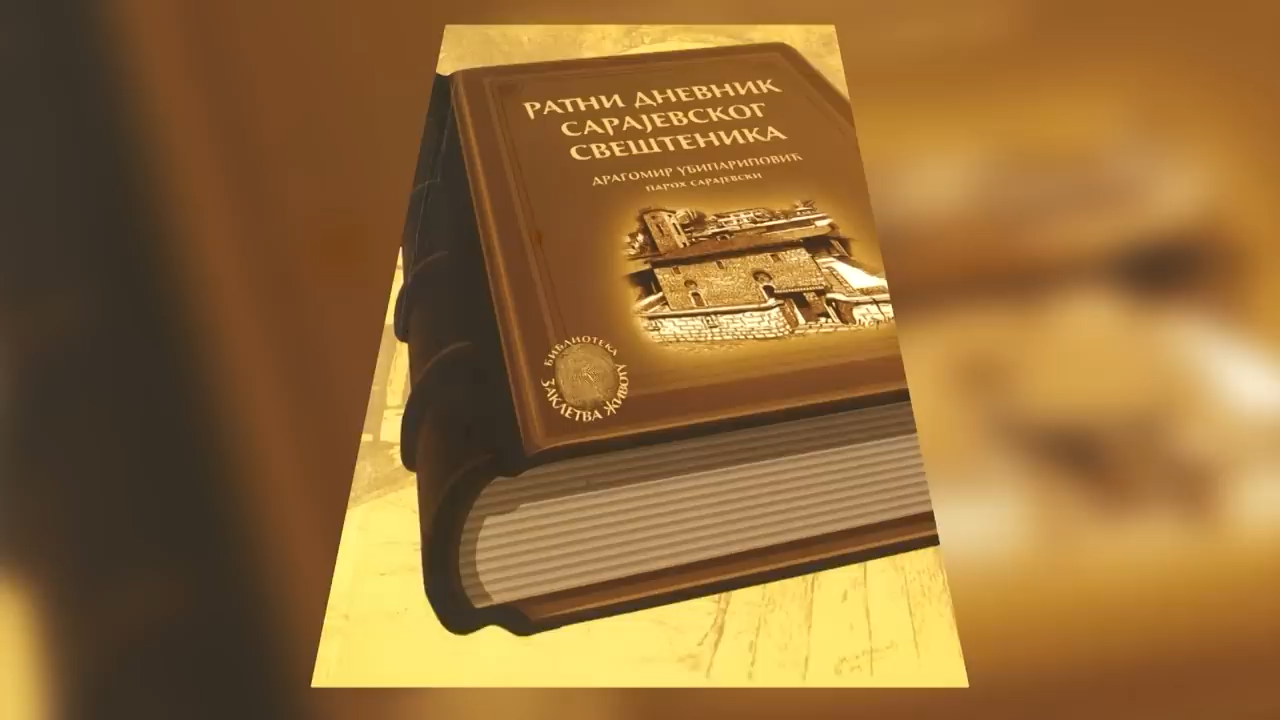 РАТНИ ДНЕВНИК
САРАЈЕВСКОГ
СВЕШТЕНИКА
ДРАГОМИР УБИПАРИПОВИЋ
ПАРОХ САРАЈЕВСКИ
БИБЛИОТЕКА
ЗАКЛЕТВА ЖИВОТУ